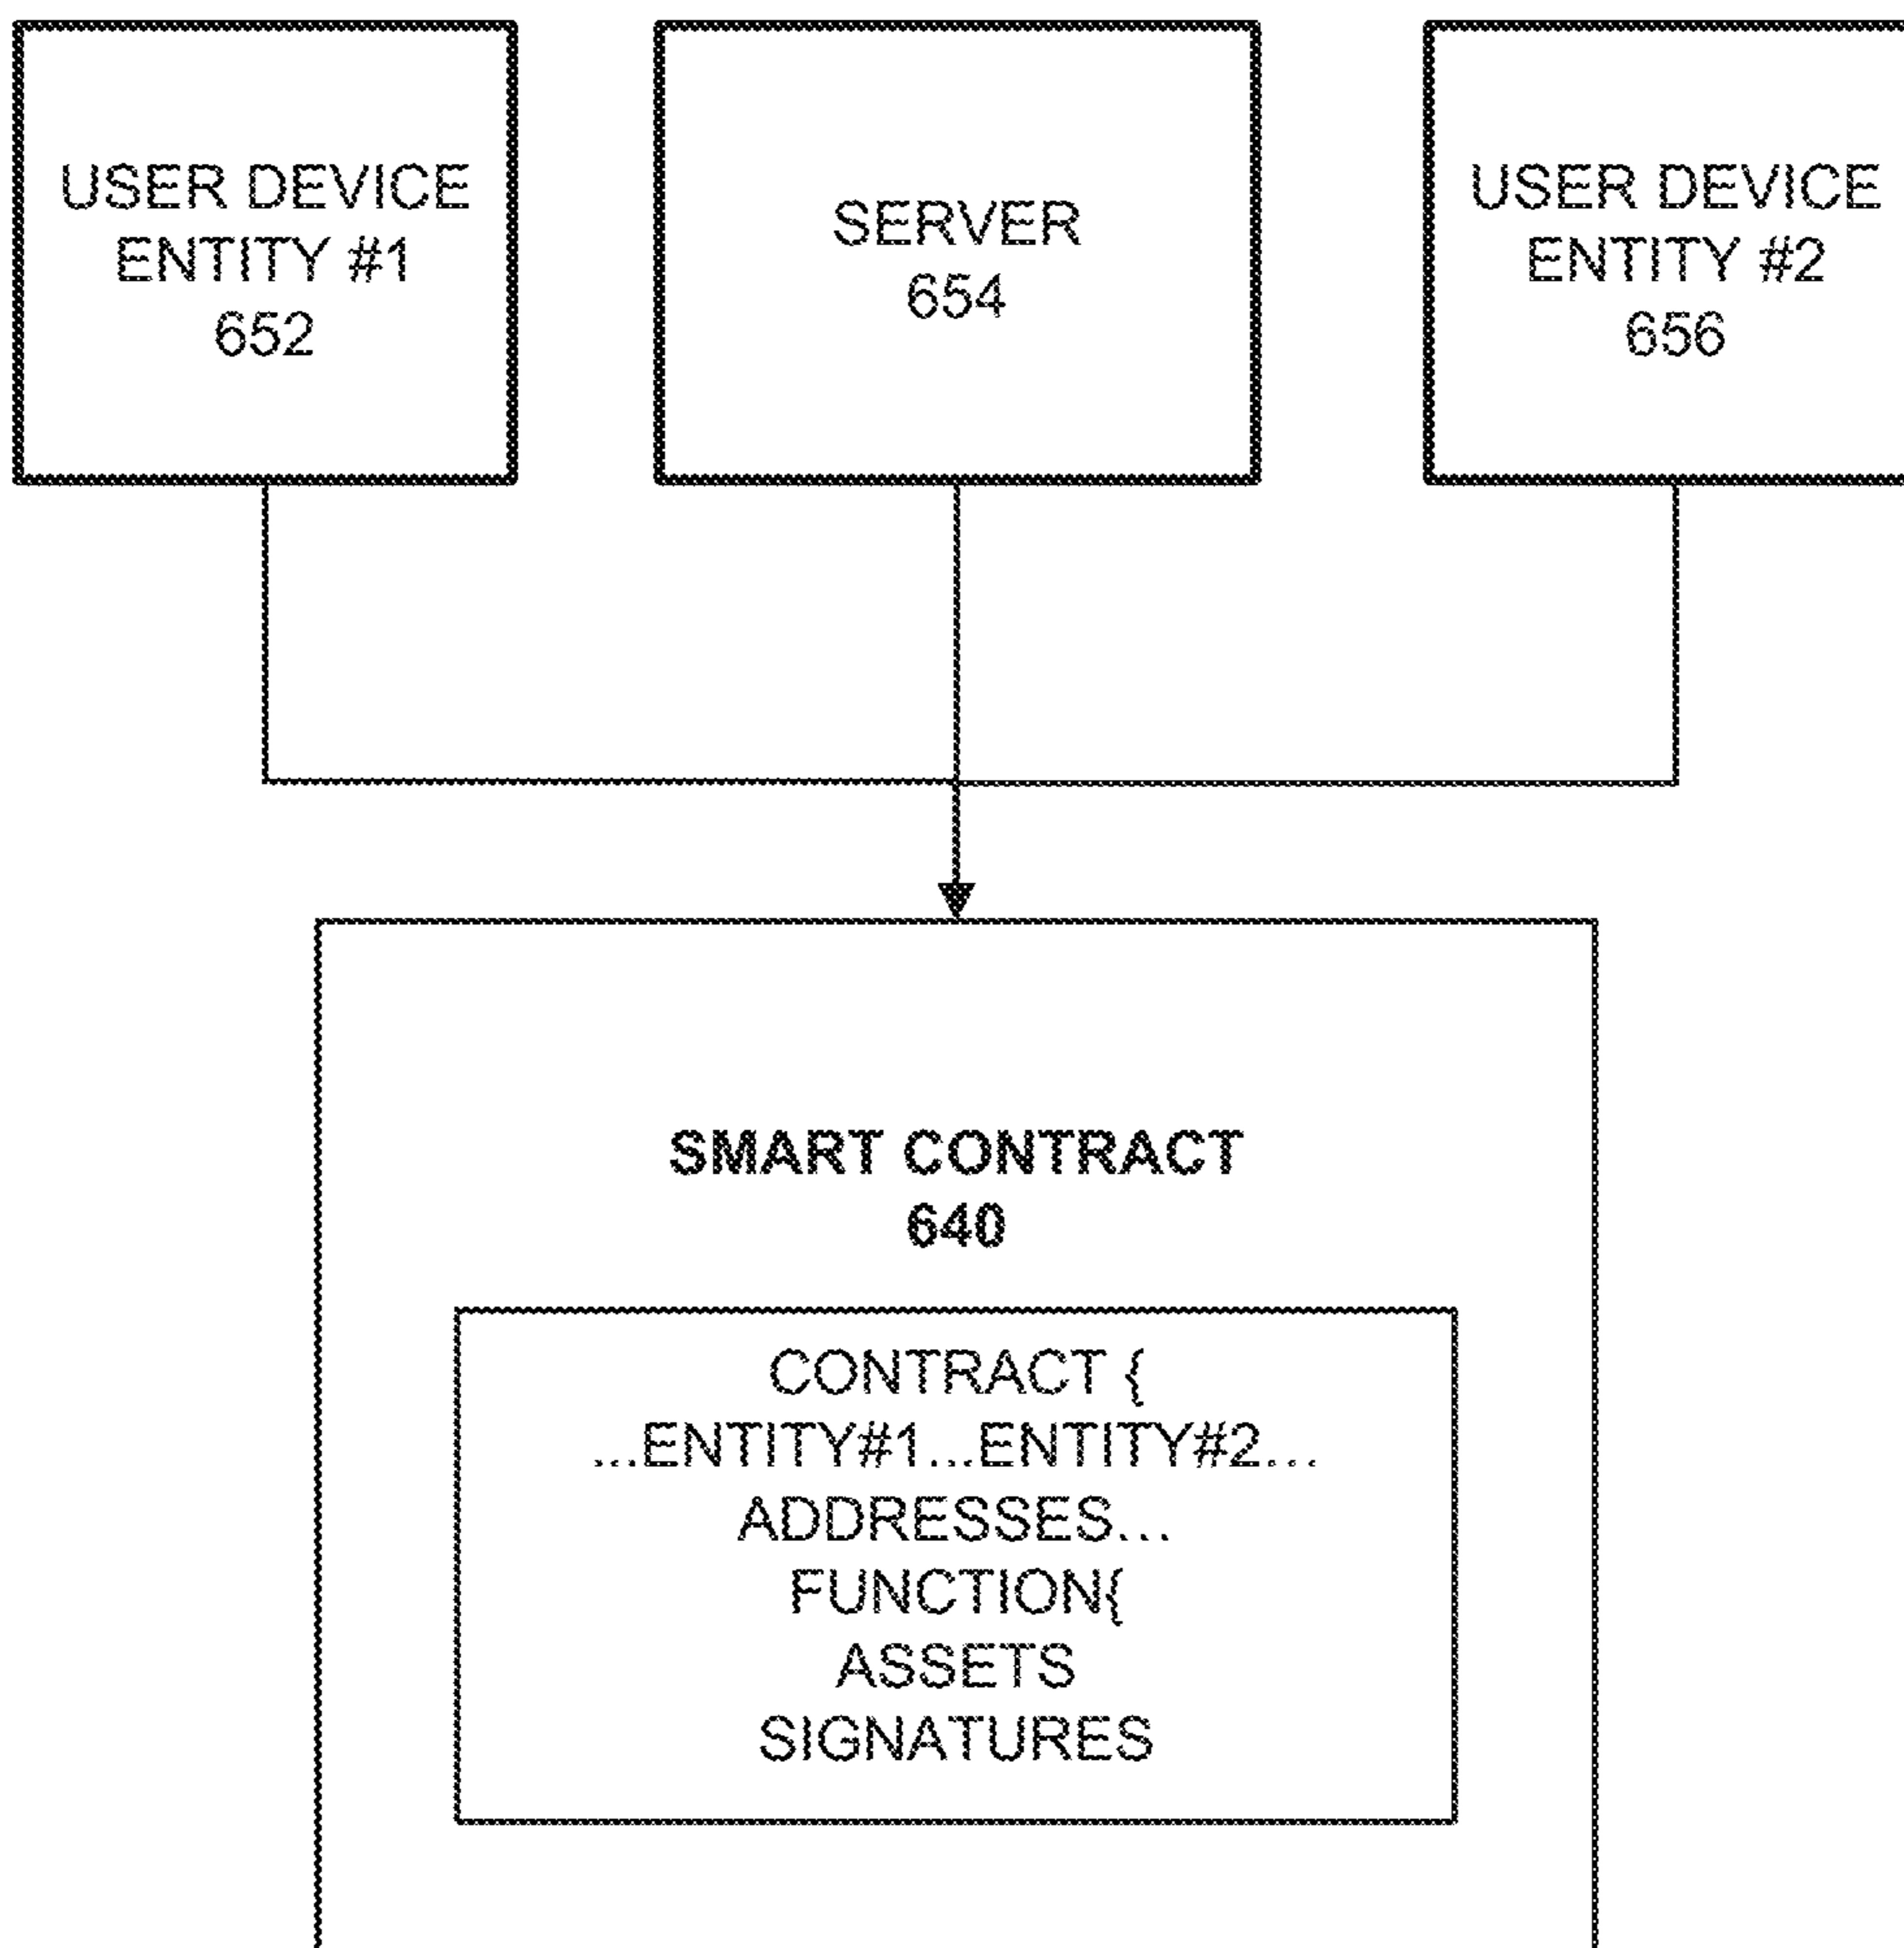 USER DEVICE
ENTITY #1
652
SERVER
654
USER DEVICE
ENTITY #2
656
SMART CONTRACT
640
CONTRACT {
...ENTITY#1...ENTITY#2...
ADDRESSES...
FUNCTION{
ASSETS
SIGNATURES